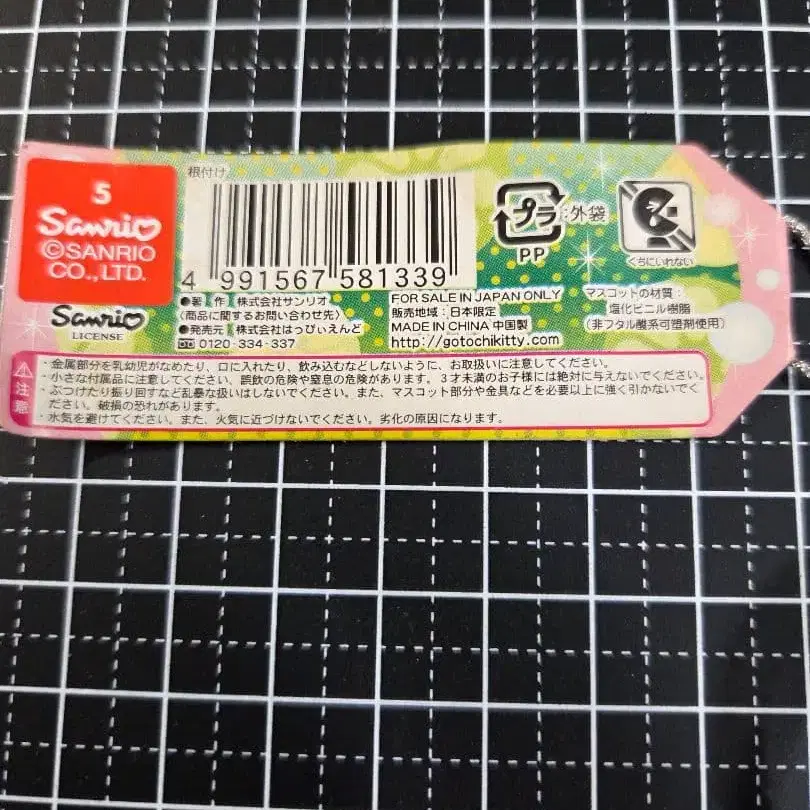 5
Sanrio
©SANRIO
CO.,LTD.
Sanrio
LICENSE
根付け
4 991567 581339
●著　作　株式会社サンリオ
〈商品に関するお問い合わせ先〉
●発売元　株式会社はっぴぃえんど
0120-334-337
FOR SALE IN JAPAN ONLY
販売地域：日本限定
MADE IN CHINA 中国製
http://gotochikitty.com
プラ：外袋
PP
くちにいれない
マスコットの材質：
塩化ビニル樹脂
（非フタル酸系可塑剤使用）
注意
・金属部分を乳幼児がなめたり、口に入れたり、飲み込むなどしないように、お取扱いに注意してください。
・小さな付属品に注意してください、誤飲の危険や窒息の危険があります。3才未満のお子様には絶対に与えないでください。
・ぶつけたり振り回すなど乱暴な扱いはしないでください。また、マスコット部分や金具などを必要以上に強く引かないでく
ださい。破損の恐れがあります。
・水気を避けてください、また、火気に近づけないでください。劣化の原因になります。